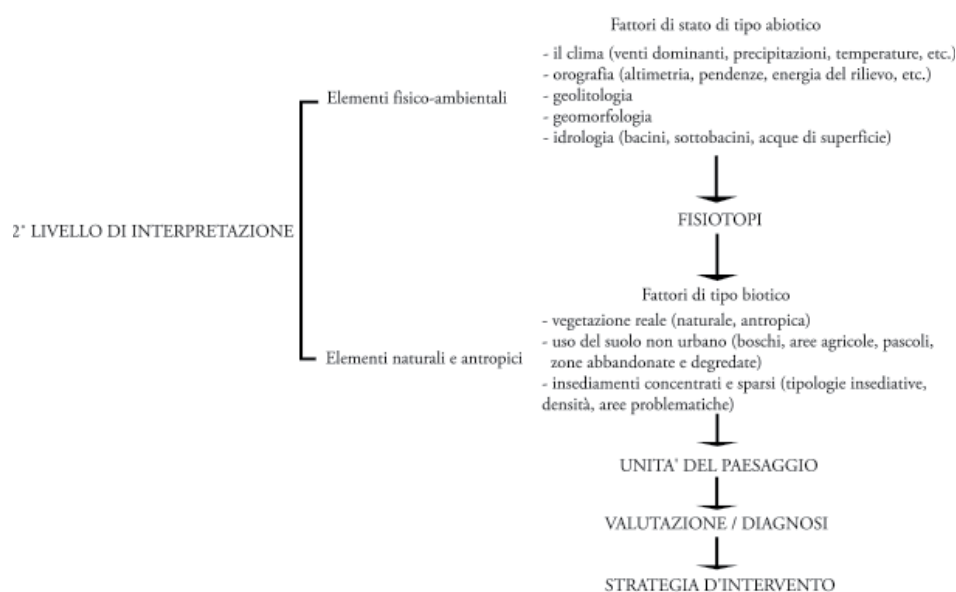 Fattori di stato di tipo abiotico
- il clima (venti dominanti, precipitazioni, temperature, etc.)
- orografia (altimetria, pendenze, energia del rilievo, etc.)
Elementi fisico-ambientali
- geolitologia
- geomorfologia
- idrologia (bacini, sottobacini, acque di superficie)
FISIOTOPI
2° LIVELLO DI INTERPRETAZIONE
Fattori di tipo biotico
- vegetazione reale (naturale, antropica)
- uso del suolo non urbano (boschi, aree agricole, pascoli,
zone abbandonate e degredate)
Elementi naturali e antropici
- insediamenti concentrati e sparsi (tipologie insediative,
densità, aree problematiche)
UNITA' DEL PAESAGGIO
VALUTAZIONE / DIAGNOSI
STRATEGIA D'INTERVENTO